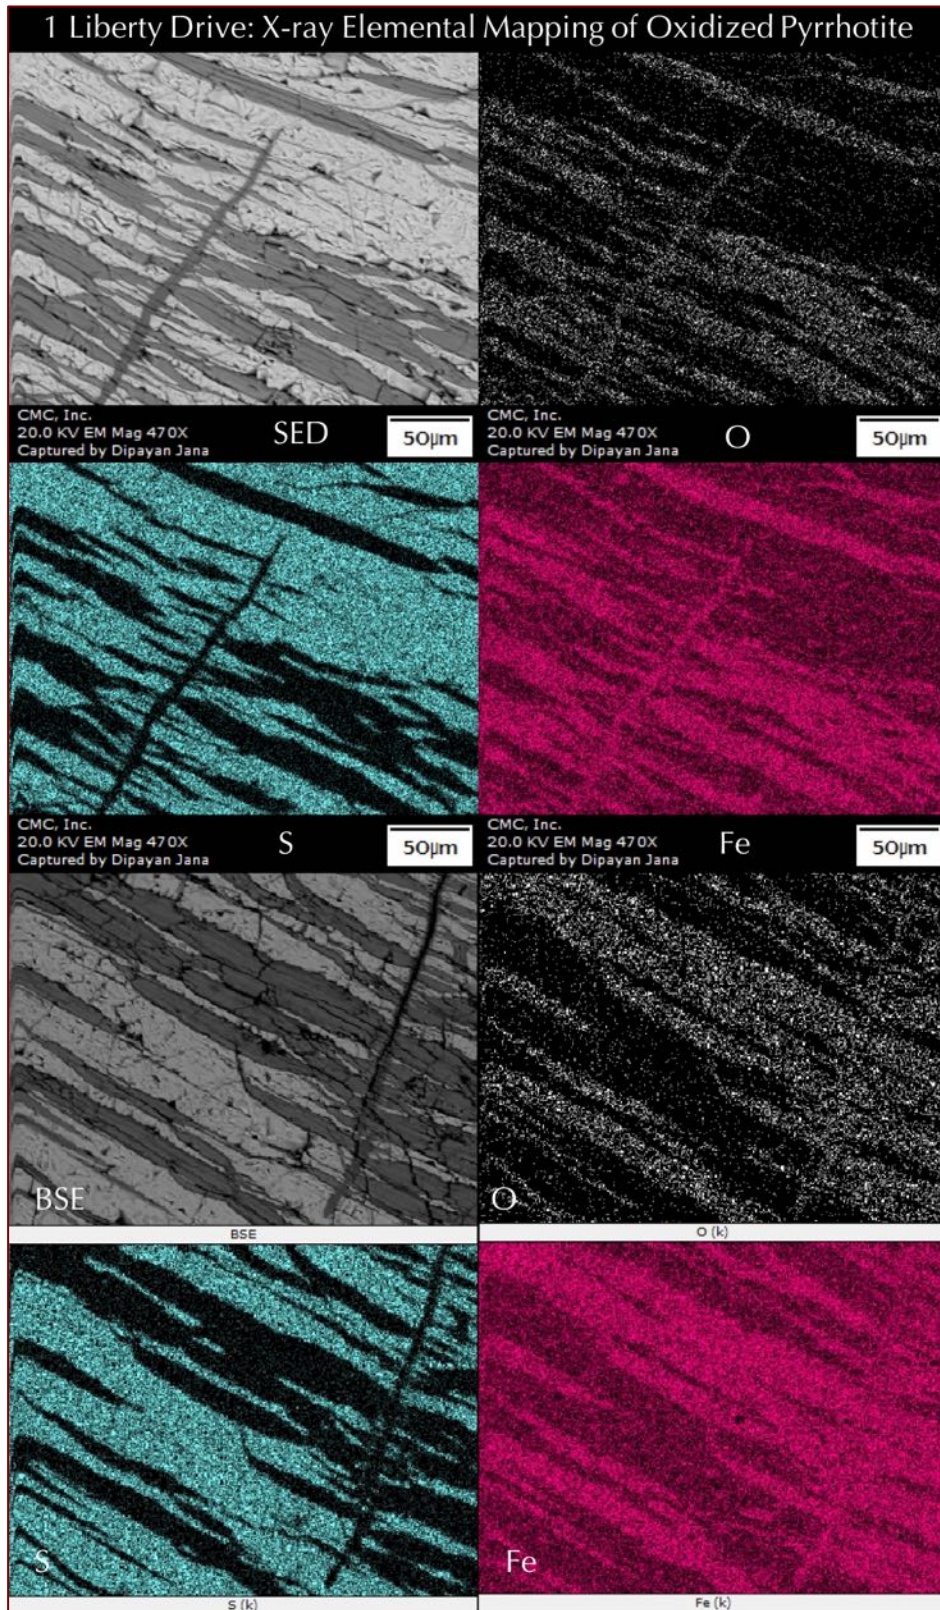 1 Liberty Drive: X-ray Elemental Mapping of Oxidized Pyrrhotite
CMC, Inc.
20.0 KV EM Mag 470X
Captured by Dipayan Jana
SED
50µm
CMC, Inc.
20.0 KV EM Mag 470X
Captured by Dipayan Jana
O
50µm
CMC, Inc.
20.0 KV EM Mag 470X
Captured by Dipayan Jana
S
50µm
CMC, Inc.
20.0 KV EM Mag 470X
Captured by Dipayan Jana
Fe
50µm
BSE
BSE
O
O (k)
S
S (k)
Fe
Fe (k)